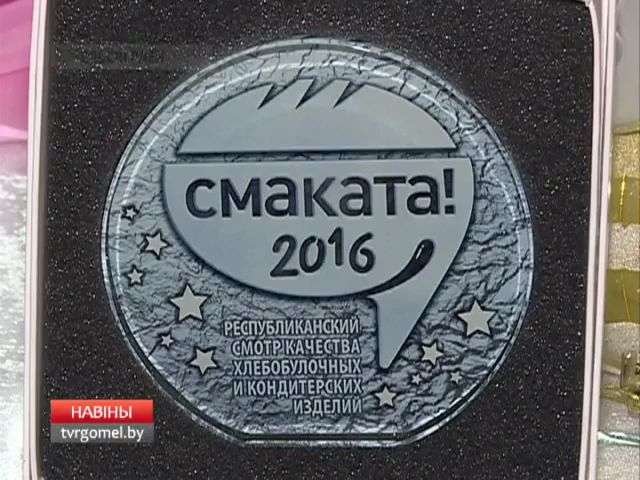 СМАКАТА!
2016
РЕСПУБЛИКАНСКИЙ
СМОТР КАЧЕСТВА
ХЛЕБОБУЛОЧНЫХ
И КОНДИТЕРСКИХ
ИЗДЕЛИЙ
НАВІНЫ
tvrgomel.by